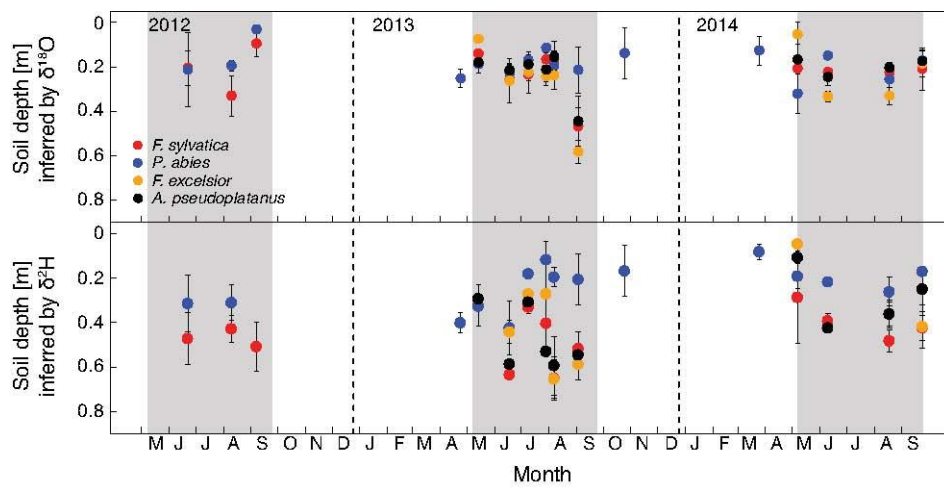 2012
2013
2014
Soil depth [m]
inferred by δ¹⁸O
0
0.2
0.4
0.6
0.8
F. sylvatica
P. abies
F. excelsior
A. pseudoplatanus
Soil depth [m]
inferred by δ²H
0
0.2
0.4
0.6
0.8
M J J A S O N D J F M A M J J A S O N D J F M A M J J A S
Month